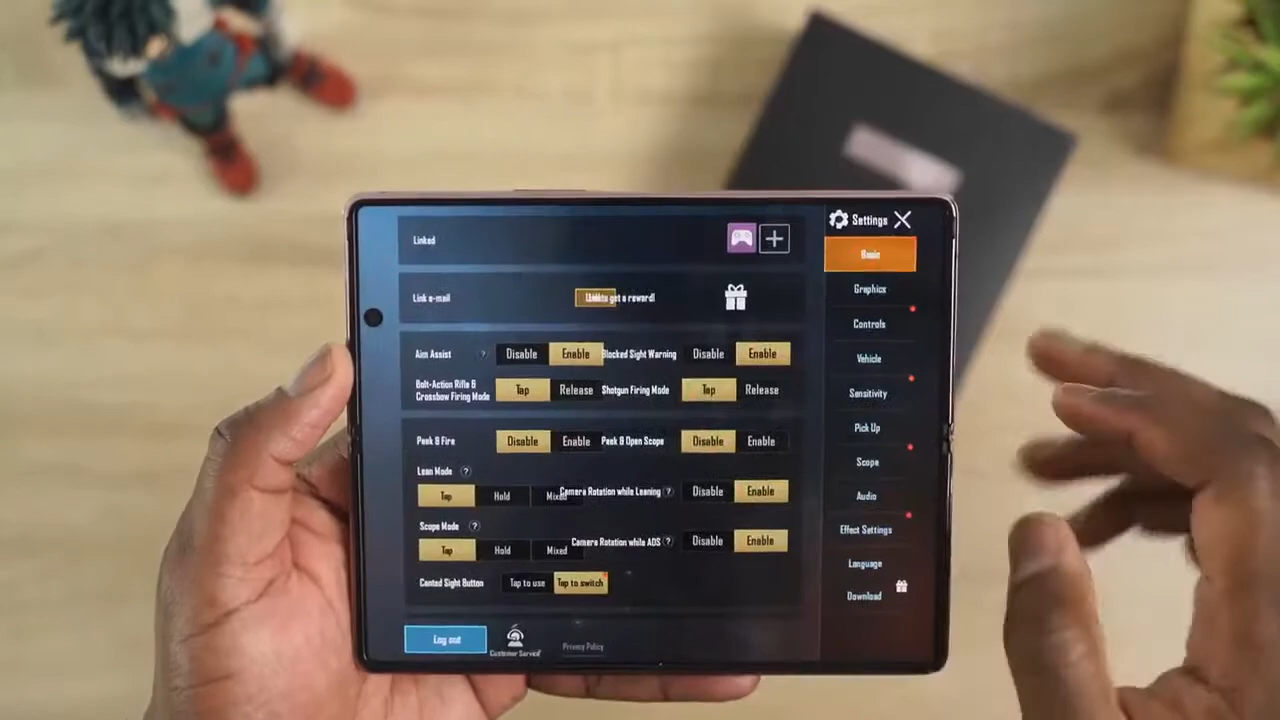 Settings
Linked
Basic
Link e-mail
get a reward!
Graphics
Controls
Aim Assist ? Disable Enable Blocked Sight Warning Disable Enable
Vehicle
Bolt-Action Rifle &
Crossbow Firing Mode
Tap Release Shotgun Firing Mode Tap Release
Sensitivity
Pick Up
Peek & Fire Disable Enable Peek & Open Scope Disable Enable
Scope
Lean Mode ?
Tap Hold Mixed Camera Rotation while Leaning ? Disable Enable
Audio
Scope Mode ?
Effect Settings
Camera Rotation while ADS ? Disable Enable
Tap Hold Mixed
Language
Canted Sight Button Tap to use Tap to switch
Download
Log out
Customer Service
Privacy Policy